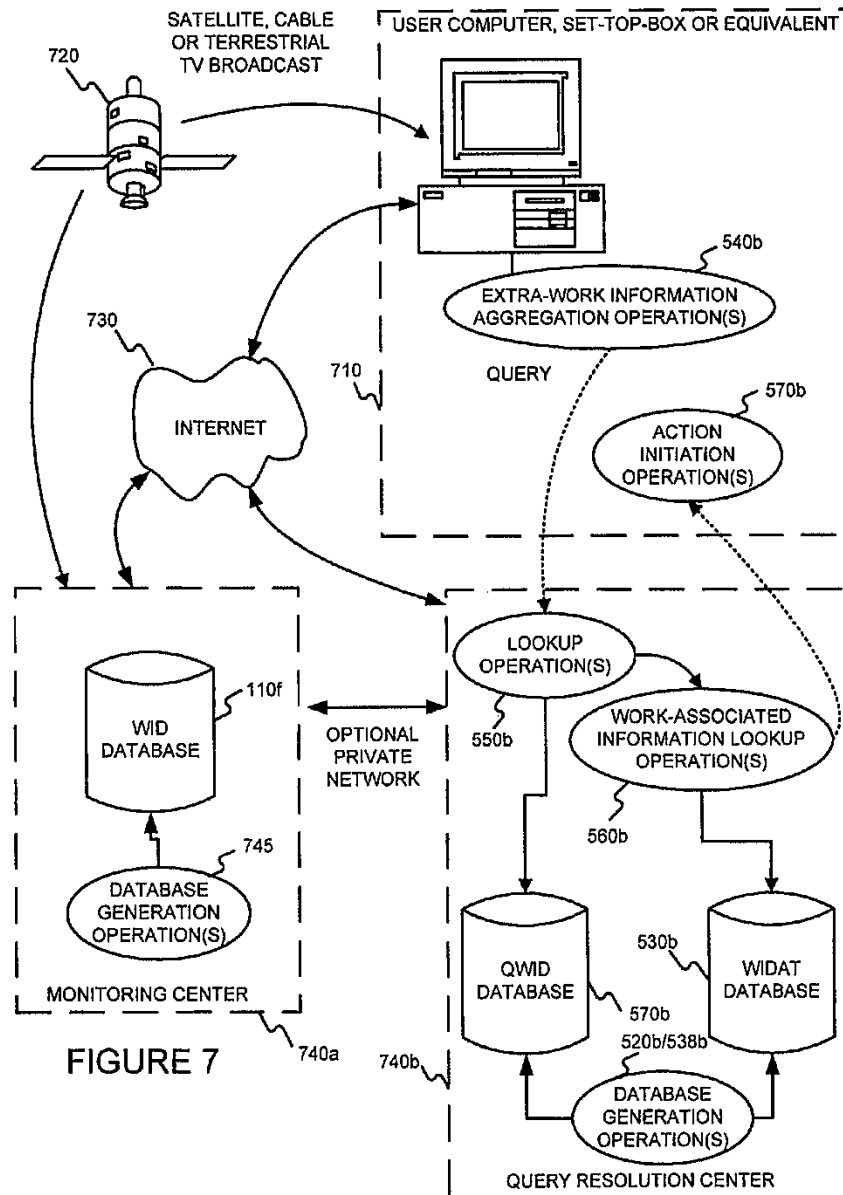 SATELLITE, CABLE
OR TERRESTRIAL
TV BROADCAST
720
USER COMPUTER, SET-TOP-BOX OR EQUIVALENT
540b
EXTRA-WORK INFORMATION
AGGREGATION OPERATION(S)
730
710
QUERY
INTERNET
570b
ACTION
INITIATION
OPERATION(S)
LOOKUP
OPERATION(S)
110f
WID
DATABASE
OPTIONAL
PRIVATE
NETWORK
550b
WORK-ASSOCIATED
INFORMATION LOOKUP
OPERATION(S)
560b
745
DATABASE
GENERATION
OPERATION(S)
530b
QWID
DATABASE
WIDAT
DATABASE
MONITORING CENTER
570b
740a
FIGURE 7
740b
520b/538b
DATABASE
GENERATION
OPERATION(S)
QUERY RESOLUTION CENTER